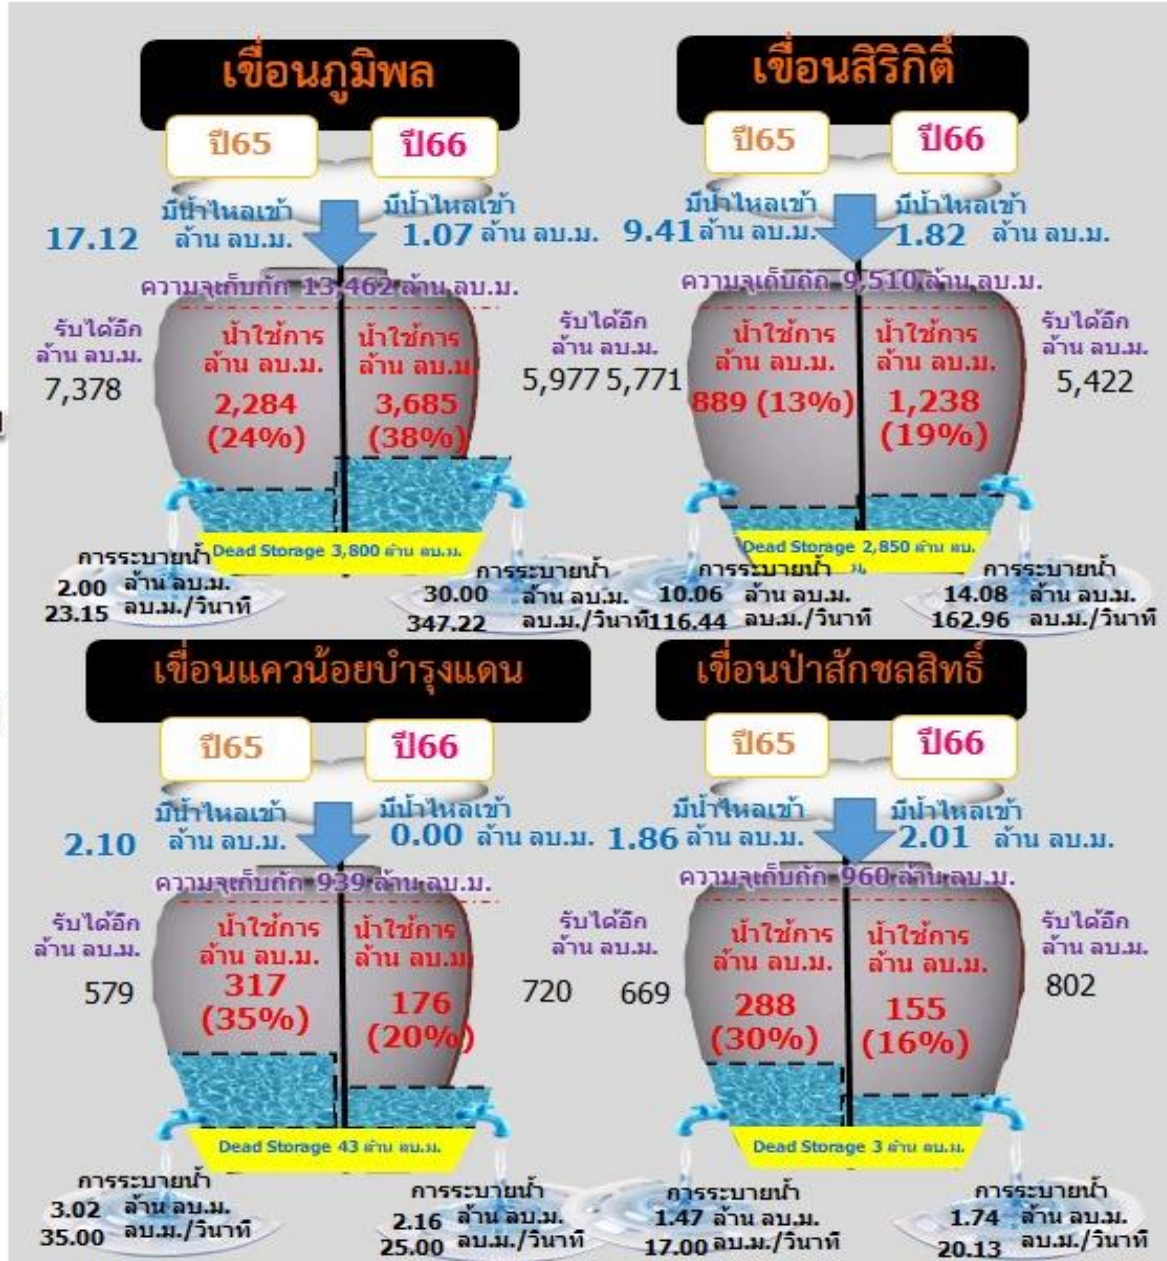 เขื่อนภูมิพล
ปี65
ปี66
มีน้ำไหลเข้า
17.12 ล้าน ลบ.ม.
มีน้ำไหลเข้า
1.07 ล้าน ลบ.ม.
ความจุเก็บกัก 13,462 ล้าน ลบ.ม.
รับได้อีก
ล้าน ลบ.ม.
7,378
น้ำใช้การ
ล้าน ลบ.ม.
2,284
(24%)
น้ำใช้การ
ล้าน ลบ.ม
3,685
(38%)
รับได้อีก
ล้าน ลบ.ม.
5,977
Dead Storage 3,800 ล้าน ลบ.ม.
การระบายน้ำ
2.00 ล้าน ลบ.ม.
23.15 ลบ.ม./วินาที
การระบายน้ำ
30.00 ล้าน ลบ.ม.
347.22 ลบ.ม./วินาที
เขื่อนสิริกิติ์
ปี65
ปี66
มีน้ำไหลเข้า
9.41 ล้าน ลบ.ม.
มีน้ำไหลเข้า
1.82 ล้าน ลบ.ม.
ความจุเก็บกัก 9,510 ล้าน ลบ.ม.
5,771
น้ำใช้การ
ล้าน ลบ.ม.
889 (13%)
น้ำใช้การ
ล้าน ลบ.ม.
1,238
(19%)
รับได้อีก
ล้าน ลบ.ม.
5,422
Dead Storage 2,850 ล้าน ลบ.
ม.
การระบายน้ำ
10.06 ล้าน ลบ.ม.
116.44 ลบ.ม./วินาที
การระบายน้ำ
14.08 ล้าน ลบ.ม.
162.96 ลบ.ม./วินาที
เขื่อนแควน้อยบำรุงแดน
ปี65
ปี66
มีน้ำไหลเข้า
2.10 ล้าน ลบ.ม.
มีน้ำไหลเข้า
0.00 ล้าน ลบ.ม.
ความจุเก็บกัก 939 ล้าน ลบ.ม.
รับได้อีก
ล้าน ลบ.ม.
579
น้ำใช้การ
ล้าน ลบ.ม.
317
(35%)
น้ำใช้การ
ล้าน ลบ.ม
176
(20%)
รับได้อีก
ล้าน ลบ.ม.
720
Dead Storage 43 ล้าน ลบ.ม.
การระบายน้ำ
3.02 ล้าน ลบ.ม.
35.00 ลบ.ม./วินาที
การระบายน้ำ
2.16 ล้าน ลบ.ม.
25.00 ลบ.ม./วินาที
เขื่อนป่าสักชลสิทธิ์
ปี65
ปี66
มีน้ำไหลเข้า
1.86 ล้าน ลบ.ม.
มีน้ำไหลเข้า
2.01 ล้าน ลบ.ม.
ความจุเก็บกัก 960 ล้าน ลบ.ม.
669
น้ำใช้การ
ล้าน ลบ.ม.
288
(30%)
น้ำใช้การ
ล้าน ลบ.ม.
155
(16%)
รับได้อีก
ล้าน ลบ.ม.
802
Dead Storage 3 ล้าน ลบ.ม.
การระบายน้ำ
1.47 ล้าน ลบ.ม.
17.00 ลบ.ม./วินาที
การระบายน้ำ
1.74 ล้าน ลบ.ม.
20.13 ลบ.ม./วินาที